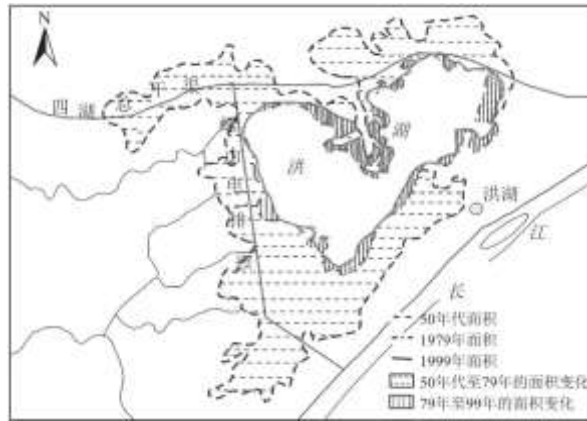 N
四湖总干渠
洪
湖
电
排
洪湖
长
江
50年代面积
1979年面积
1999年面积
50年代至79年的面积变化
79年至99年的面积变化